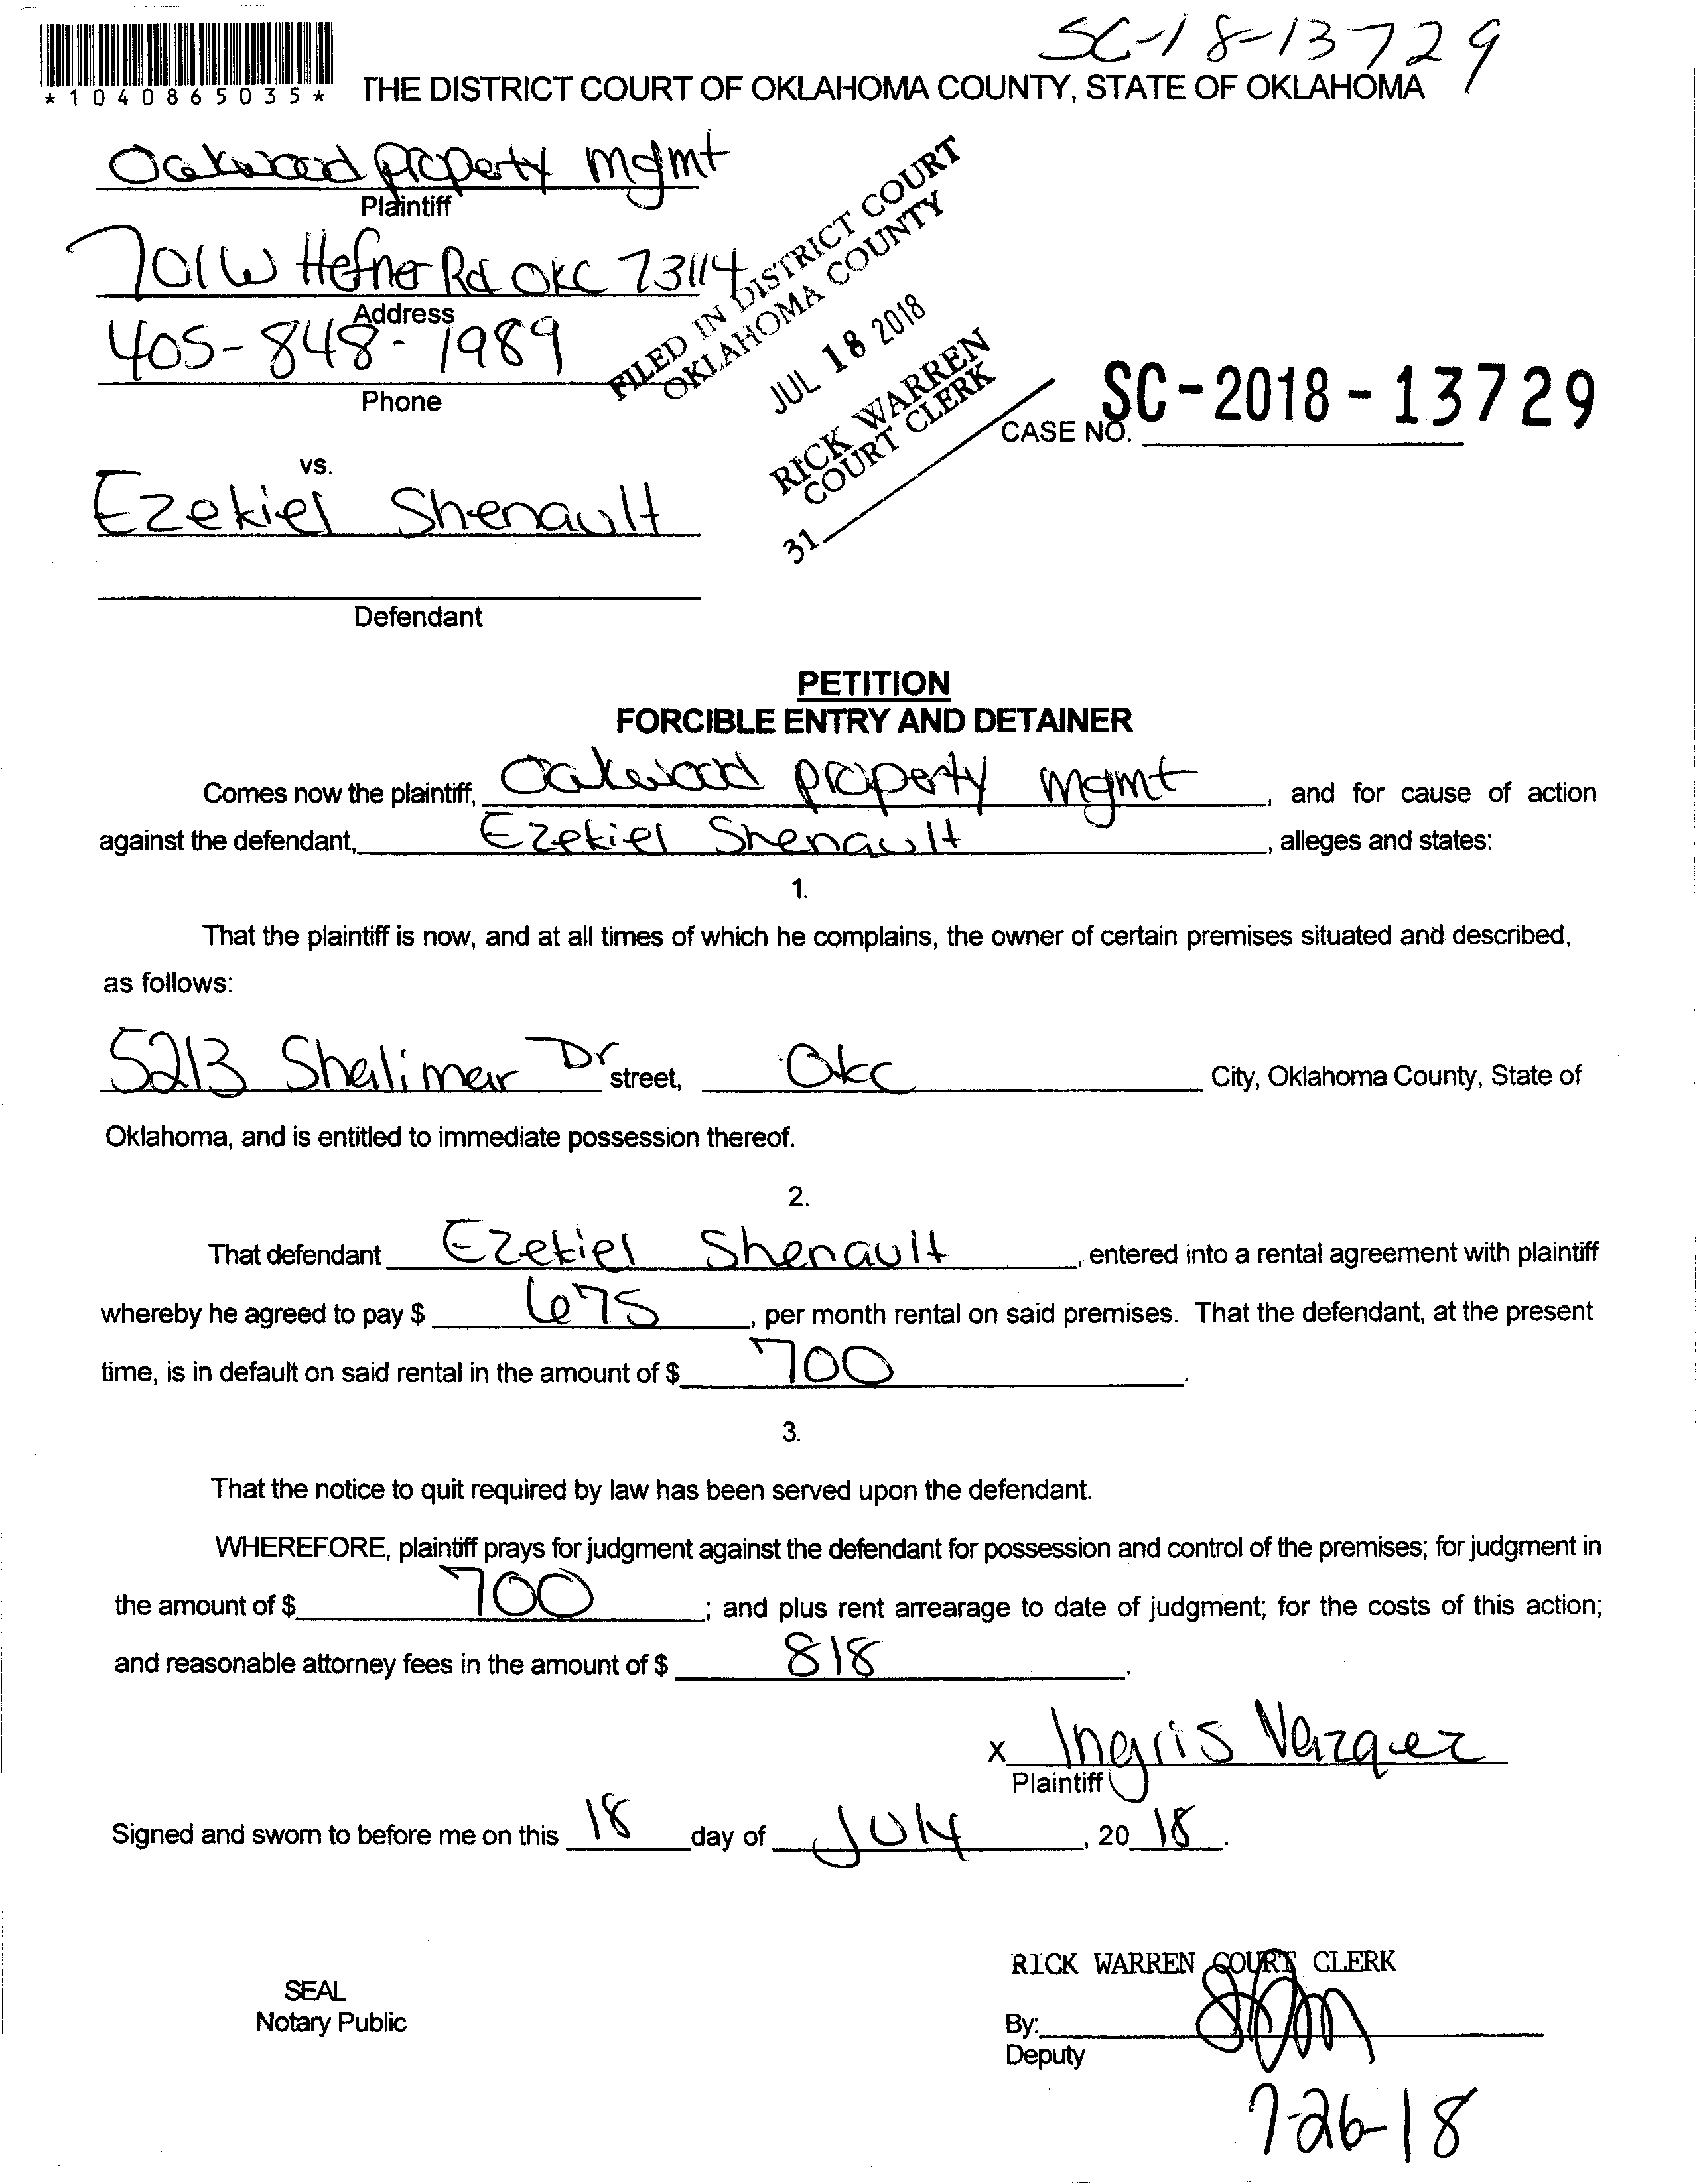 SC-18-13729
*1040865035*
THE DISTRICT COURT OF OKLAHOMA COUNTY, STATE OF OKLAHOMA
Oakwood property mgmt
Plaintiff
701 W Hefner Rd OKC 73114
Address
405-848-1989
Phone
FILED IN DISTRICT COURT
OKLAHOMA COUNTY
JUL 18 2018
RICK WARREN
COURT CLERK
31
CASE NO. SC-2018-13729
vs.
Ezekiel Shenault
Defendant
PETITION
FORCIBLE ENTRY AND DETAINER
Comes now the plaintiff, Oakwood property mgmt, and for cause of action
against the defendant, Ezekiel Shenault, alleges and states:
1.
That the plaintiff is now, and at all times of which he complains, the owner of certain premises situated and described,
as follows:
5213 Shalimar Dr street, Okc City, Oklahoma County, State of
Oklahoma, and is entitled to immediate possession thereof.
2.
That defendant Ezekiel Shenault, entered into a rental agreement with plaintiff
whereby he agreed to pay $ 675, per month rental on said premises. That the defendant, at the present
time, is in default on said rental in the amount of $ 700.
3.
That the notice to quit required by law has been served upon the defendant.
WHEREFORE, plaintiff prays for judgment against the defendant for possession and control of the premises; for judgment in
the amount of $ 700; and plus rent arrearage to date of judgment; for the costs of this action;
and reasonable attorney fees in the amount of $ 818.
x Ingris Vazquez
Plaintiff
Signed and sworn to before me on this 18 day of July, 20 18.
RICK WARREN COURT CLERK
SEAL
Notary Public
By:
Deputy
7-26-18